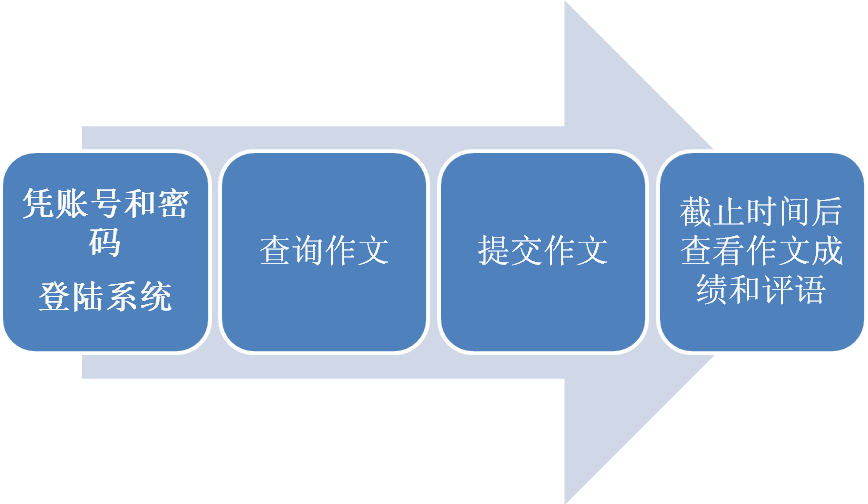 凭账号和密
码
登陆系统
查询作文
提交作文
截止时间后
查看作文成
绩和评语